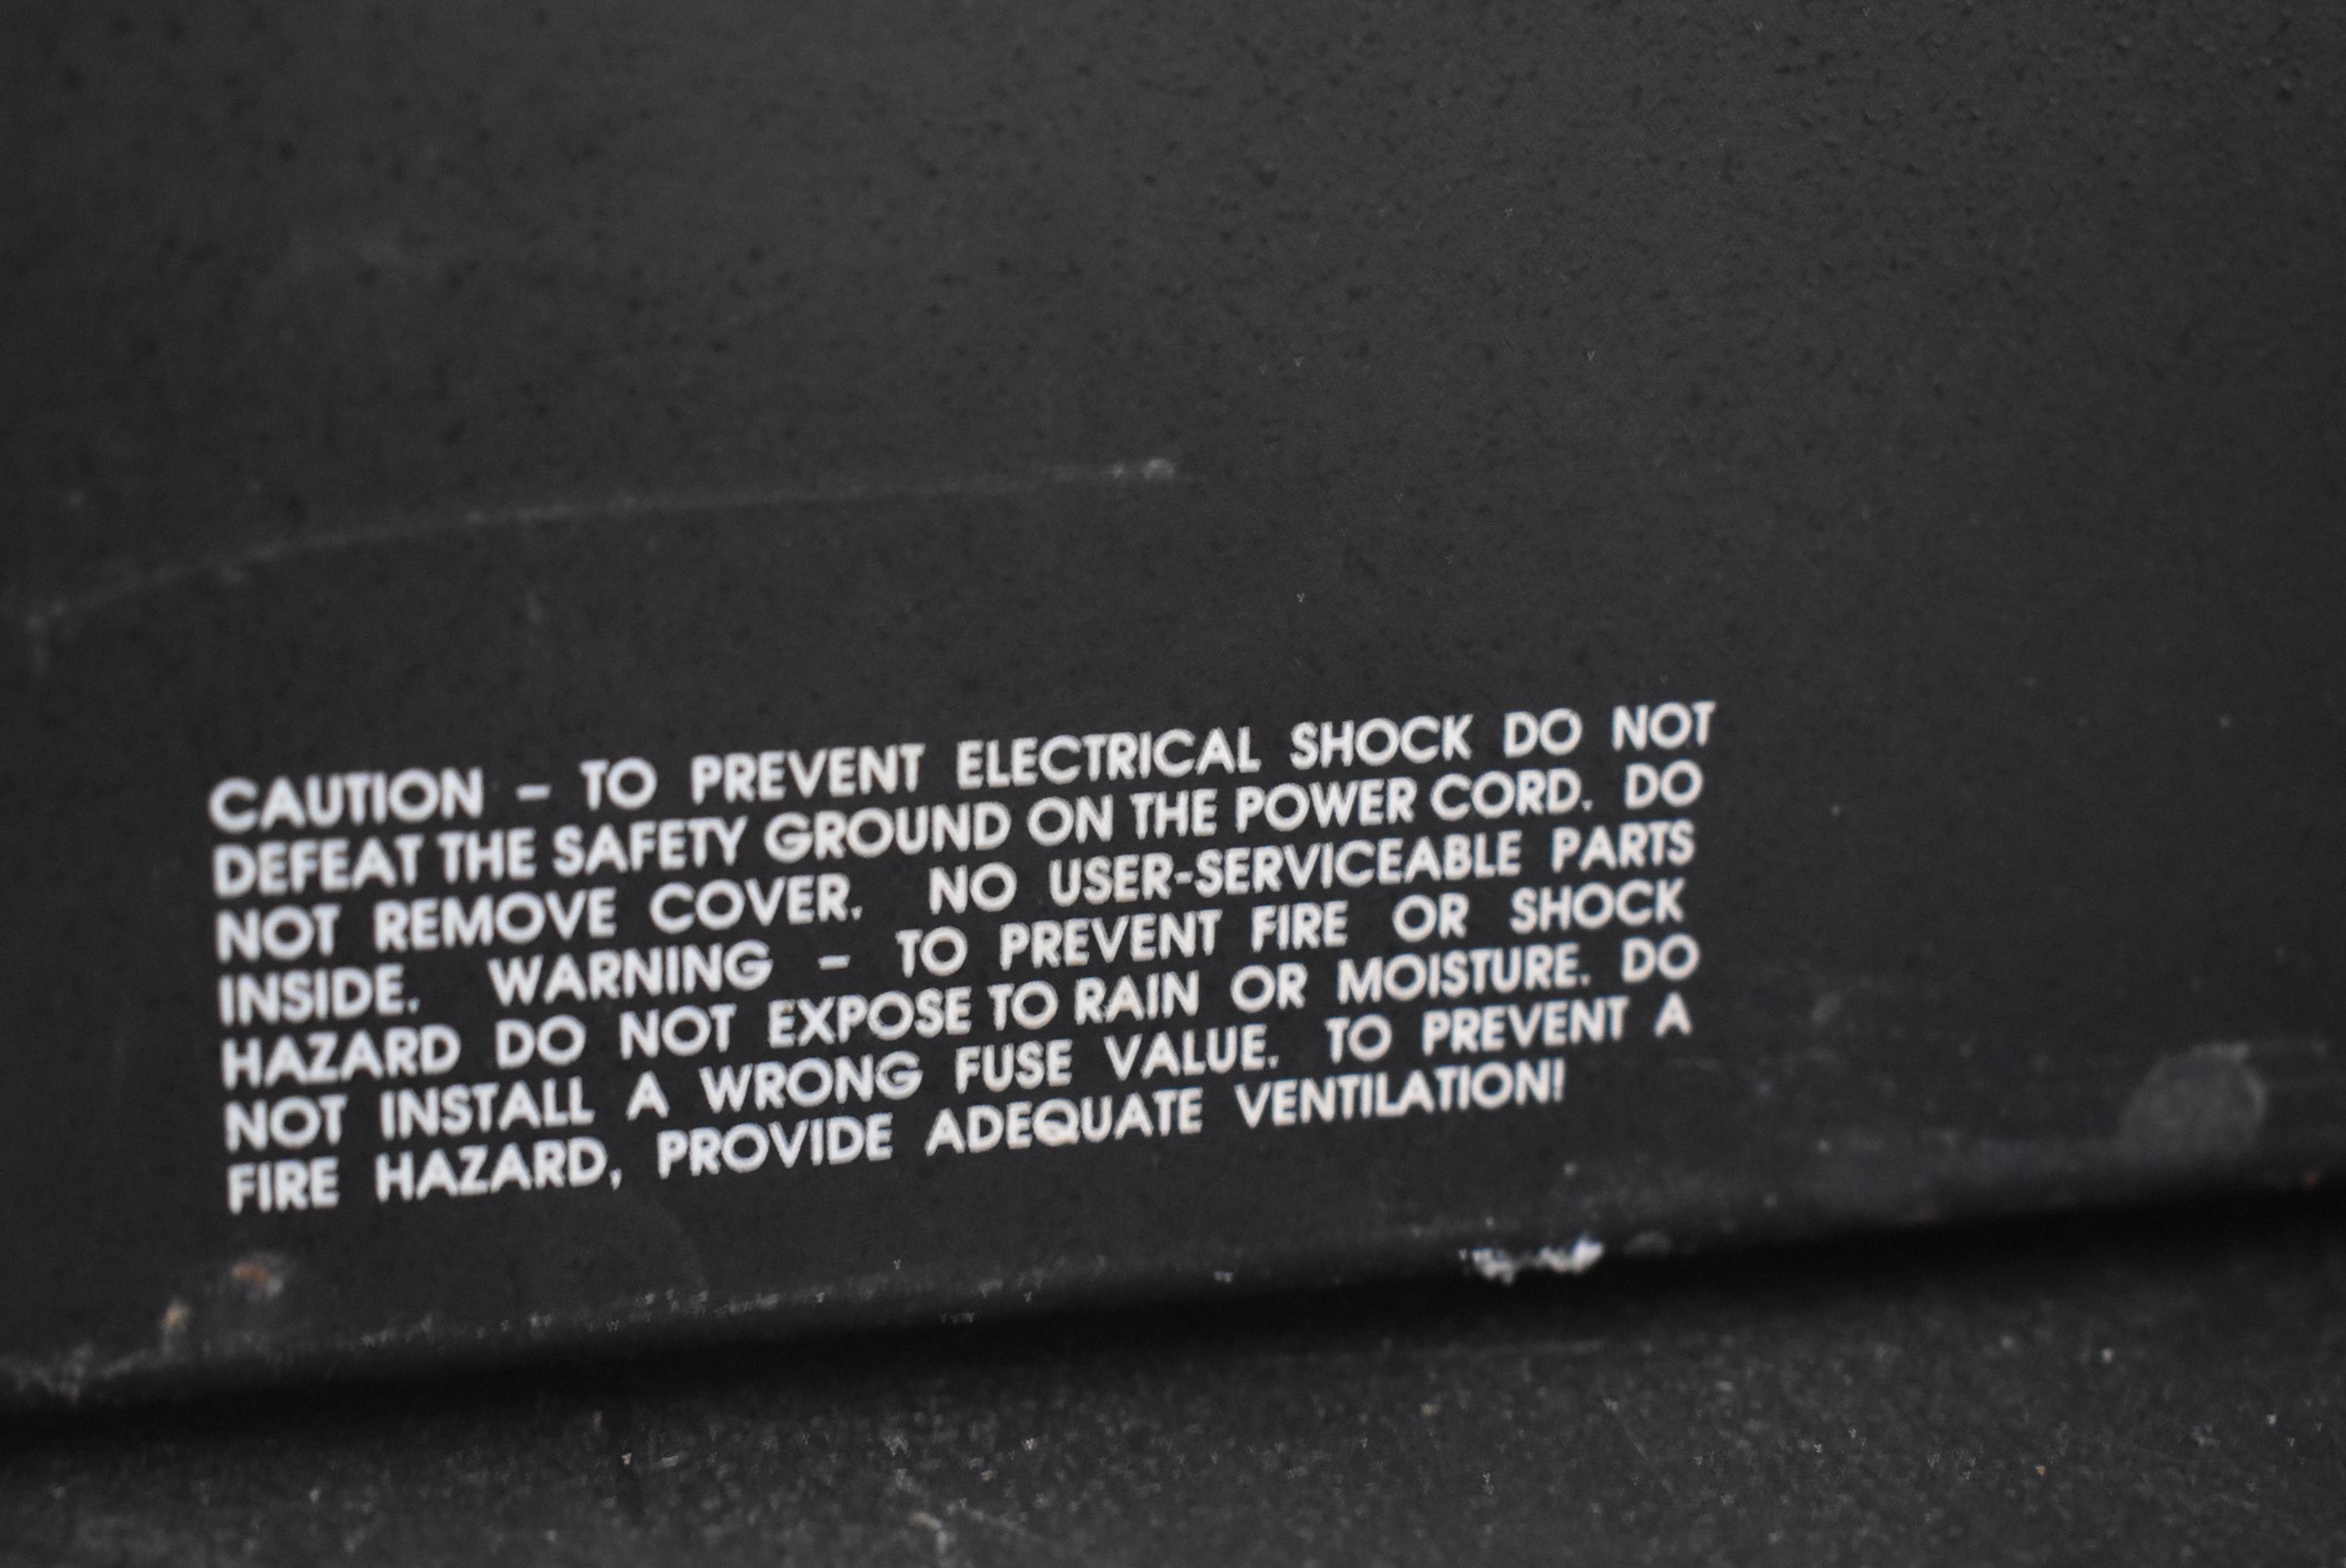 CAUTION – TO PREVENT ELECTRICAL SHOCK DO NOT
DEFEAT THE SAFETY GROUND ON THE POWER CORD. DO
NOT REMOVE COVER. NO USER-SERVICEABLE PARTS
INSIDE. WARNING – TO PREVENT FIRE OR SHOCK
HAZARD DO NOT EXPOSE TO RAIN OR MOISTURE. DO
NOT INSTALL A WRONG FUSE VALUE. TO PREVENT A
FIRE HAZARD, PROVIDE ADEQUATE VENTILATION!